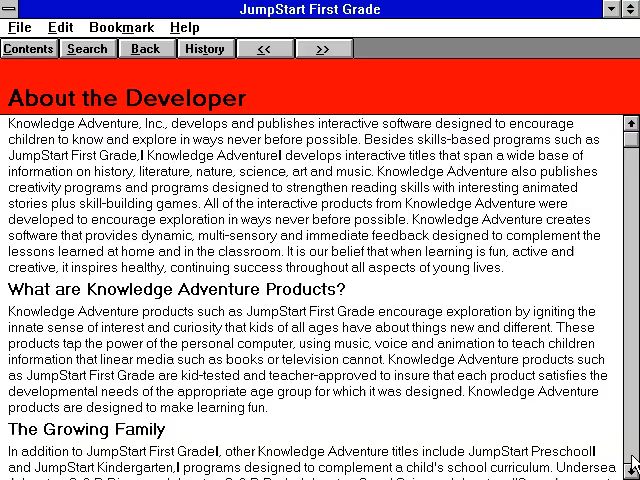 JumpStart First Grade
File Edit Bookmark Help
Contents Search Back History << >>
About the Developer
Knowledge Adventure, Inc., develops and publishes interactive software designed to encourage
children to know and explore in ways never before possible. Besides skills-based programs such as
JumpStart First Grade,| Knowledge Adventure| develops interactive titles that span a wide base of
information on history, literature, nature, science, art and music. Knowledge Adventure also publishes
creativity programs and programs designed to strengthen reading skills with interesting animated
stories plus skill-building games. All of the interactive products from Knowledge Adventure were
developed to encourage exploration in ways never before possible. Knowledge Adventure creates
software that provides dynamic, multi-sensory and immediate feedback designed to complement the
lessons learned at home and in the classroom. It is our belief that when learning is fun, active and
creative, it inspires healthy, continuing success throughout all aspects of young lives.
What are Knowledge Adventure Products?
Knowledge Adventure products such as JumpStart First Grade encourage exploration by igniting the
innate sense of interest and curiosity that kids of all ages have about things new and different. These
products tap the power of the personal computer, using music, voice and animation to teach children
information that linear media such as books or television cannot. Knowledge Adventure products such
as JumpStart First Grade are kid-tested and teacher-approved to insure that each product satisfies the
developmental needs of the appropriate age group for which it was designed. Knowledge Adventure
products are designed to make learning fun.
The Growing Family
In addition to JumpStart First Grade|, other Knowledge Adventure titles include JumpStart Preschool|
and JumpStart Kindergarten,| programs designed to complement a child's school curriculum. Undersea